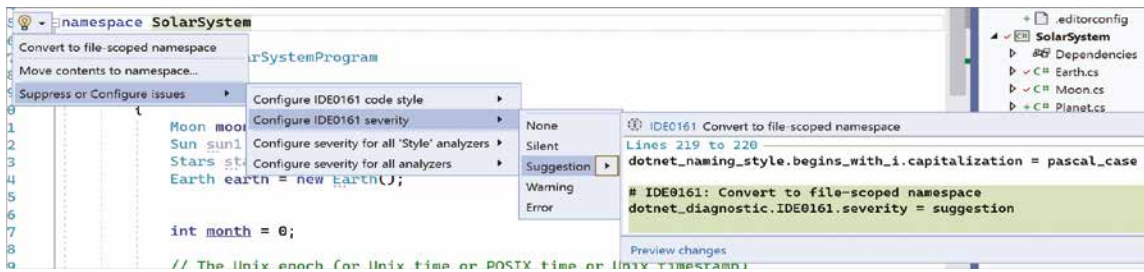 namespace SolarSystem
Convert to file-scoped namespace
Move contents to namespace...
Suppress or Configure issues
Configure IDE0161 code style
Configure IDE0161 severity
Configure severity for all 'Style' analyzers
Configure severity for all analyzers
None
Silent
Suggestion
Warning
Error
IDE0161 Convert to file-scoped namespace
Lines 219 to 220
dotnet_naming_style.begins_with_i.capitalization = pascal_case
# IDE0161: Convert to file-scoped namespace
dotnet_diagnostic.IDE0161.severity = suggestion
Preview changes
{
Moon
Sun sun1
Stars
Earth earth = new Earth();
int month = 0;
// The Unix epoch (or Unix time or POSIX time or Unix timestamp)
.editorconfig
C# SolarSystem
Dependencies
C# Earth.cs
C# Moon.cs
C# Planet.cs